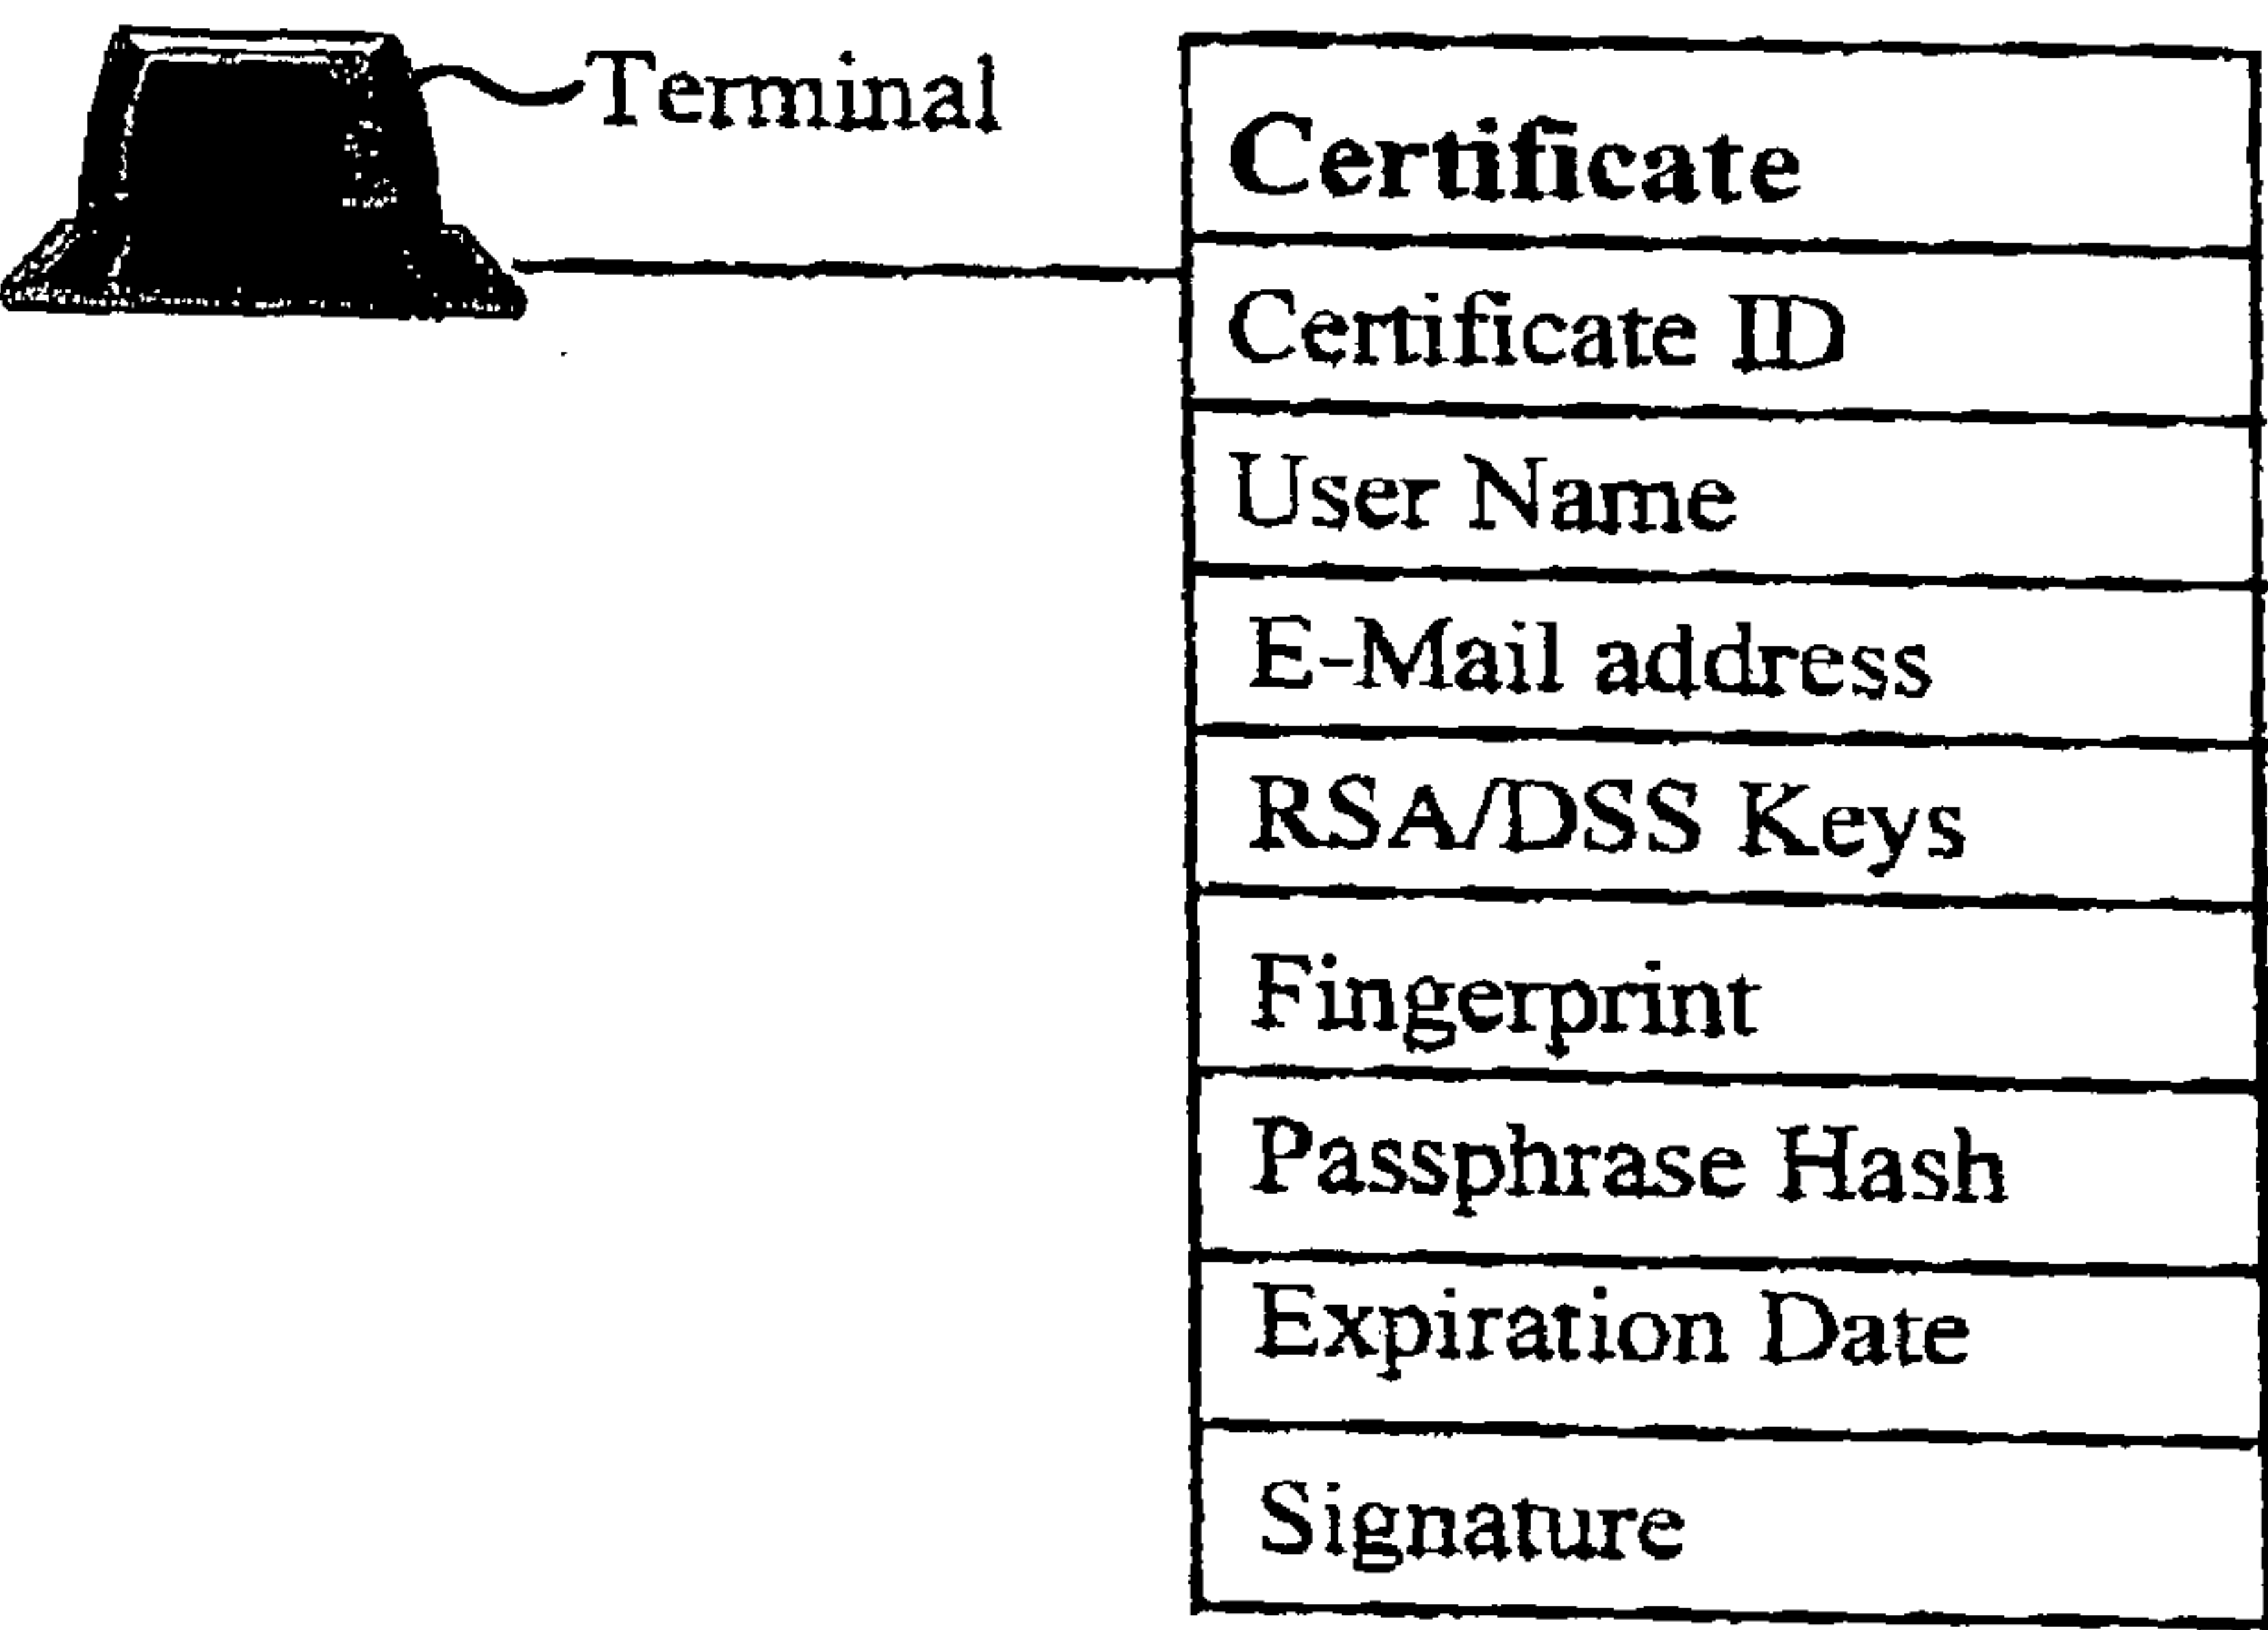 Terminal
Certificate
Certificate ID
User Name
E-Mail address
RSA/DSS Keys
Fingerprint
Passphrase Hash
Expiration Date
Signature